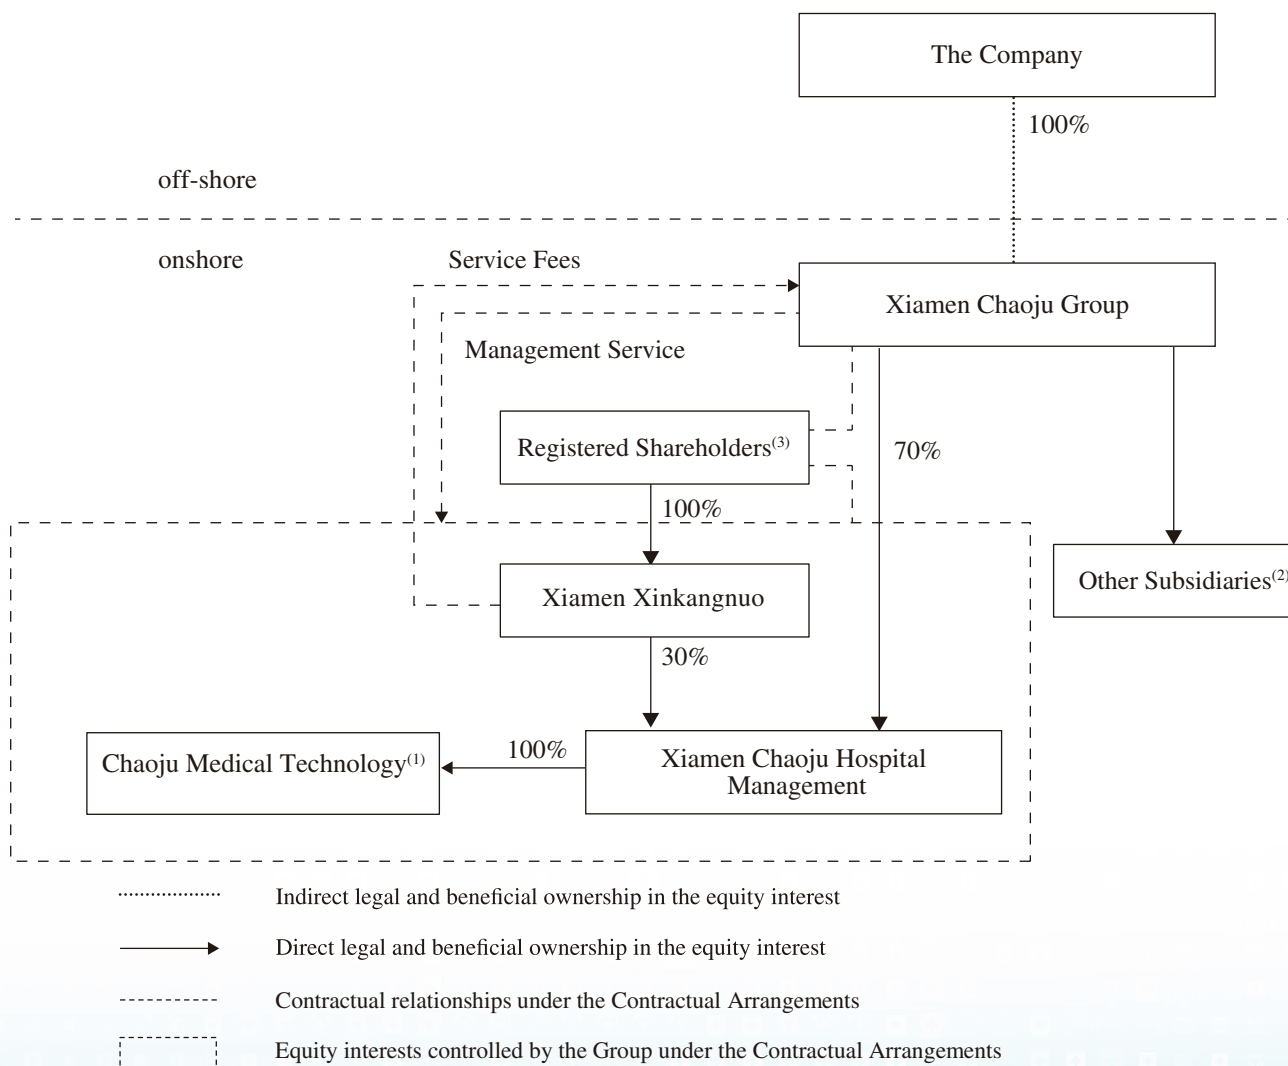 The Company
100%
off-shore
onshore
Service Fees
Xiamen Chaoju Group
Management Service
Registered Shareholders(3)
70%
100%
Other Subsidiaries(2)
Xiamen Xinkangnuo
30%
Chaoju Medical Technology(1)
100%
Xiamen Chaoju Hospital
Management
Indirect legal and beneficial ownership in the equity interest
Direct legal and beneficial ownership in the equity interest
Contractual relationships under the Contractual Arrangements
Equity interests controlled by the Group under the Contractual Arrangements